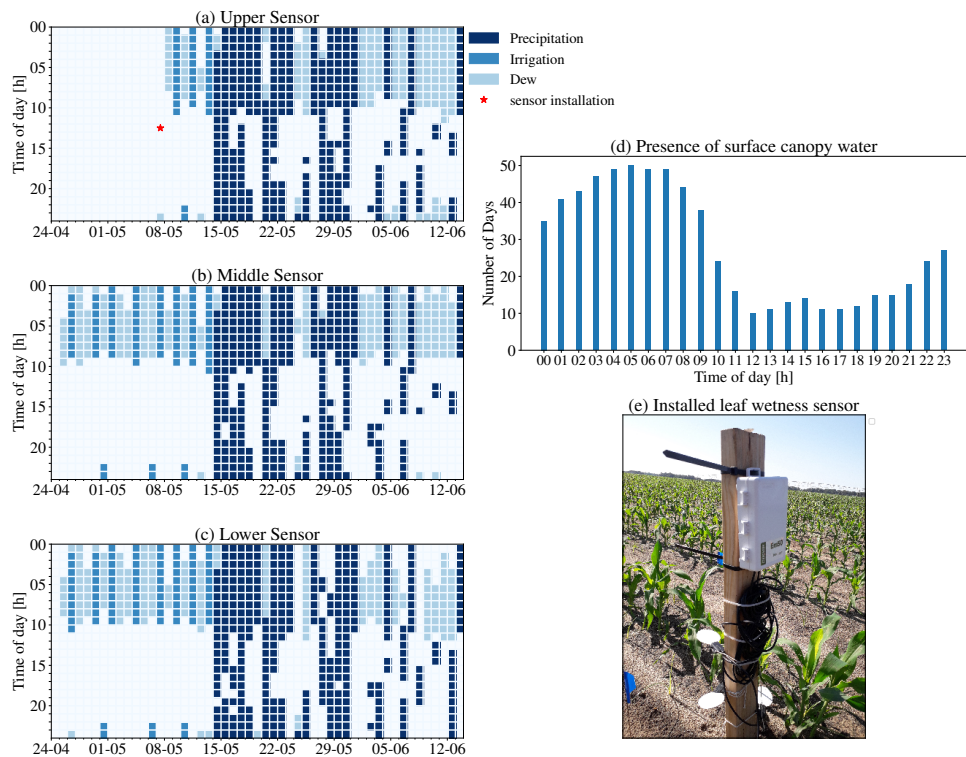 (a) Upper Sensor
00
05
10
15
20
Time of day [h]
24-04 01-05 08-05 15-05 22-05 29-05 05-06 12-06
Precipitation
Irrigation
Dew
sensor installation
(b) Middle Sensor
00
05
10
15
20
Time of day [h]
24-04 01-05 08-05 15-05 22-05 29-05 05-06 12-06
(c) Lower Sensor
00
05
10
15
20
Time of day [h]
24-04 01-05 08-05 15-05 22-05 29-05 05-06 12-06
(d) Presence of surface canopy water
50
40
30
20
10
0
Number of Days
00 01 02 03 04 05 06 07 08 09 10 11 12 13 14 15 16 17 18 19 20 21 22 23
Time of day [h]
(e) Installed leaf wetness sensor